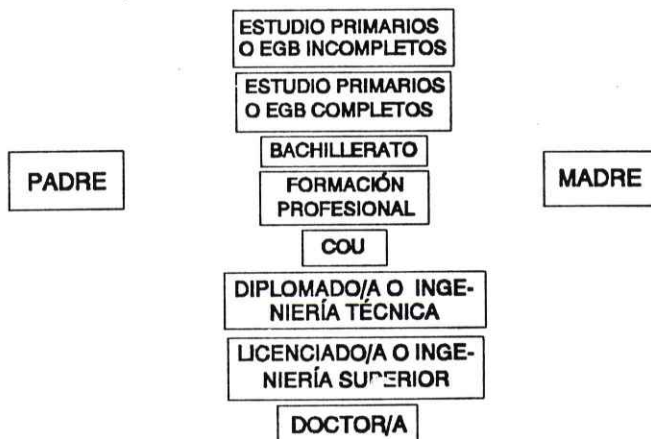 ESTUDIO PRIMARIOS
O EGB INCOMPLETOS
ESTUDIO PRIMARIOS
O EGB COMPLETOS
BACHILLERATO
PADRE
FORMACIÓN
PROFESIONAL
MADRE
COU
DIPLOMADO/A O INGE-
NIERÍA TÉCNICA
LICENCIADO/A O INGE-
NIERÍA SUPERIOR
DOCTOR/A